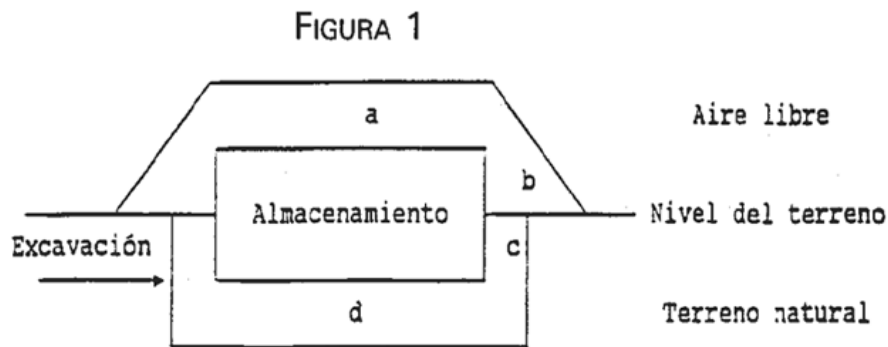 FIGURA 1
a
Aire libre
b
Almacenamiento
Nivel del terreno
Excavación
c
d
Terreno natural